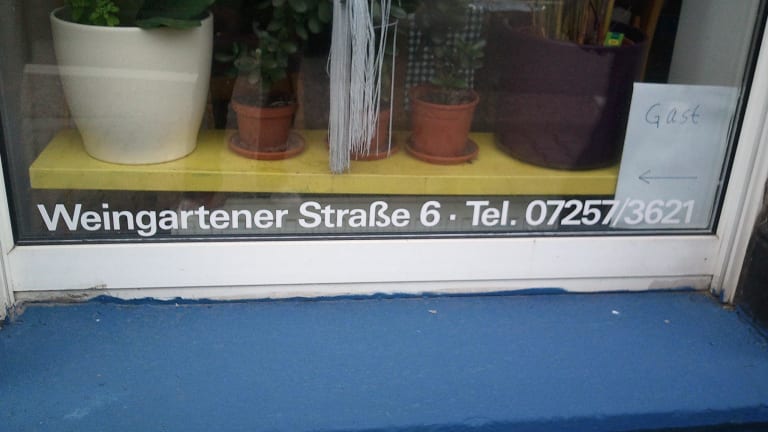 Gast
←
Weingartener Straße 6 · Tel. 07257/3621